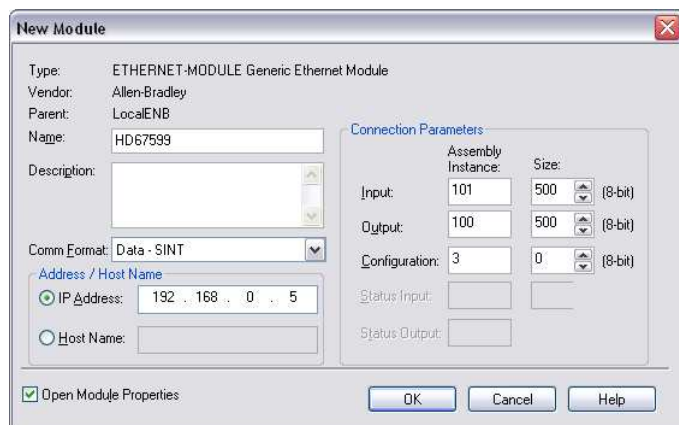 New Module
Type: ETHERNET-MODULE Generic Ethernet Module
Vendor: Allen-Bradley
Parent: LocalENB
Name: HD67599
Description:
Comm Format: Data - SINT
Address / Host Name
IP Address: 192 . 168 . 0 . 5
Host Name:
Connection Parameters
Assembly Instance: Size:
Input: 101 500 (8-bit)
Output: 100 500 (8-bit)
Configuration: 3 0 (8-bit)
Status Input:
Status Output:
Open Module Properties
OK Cancel Help